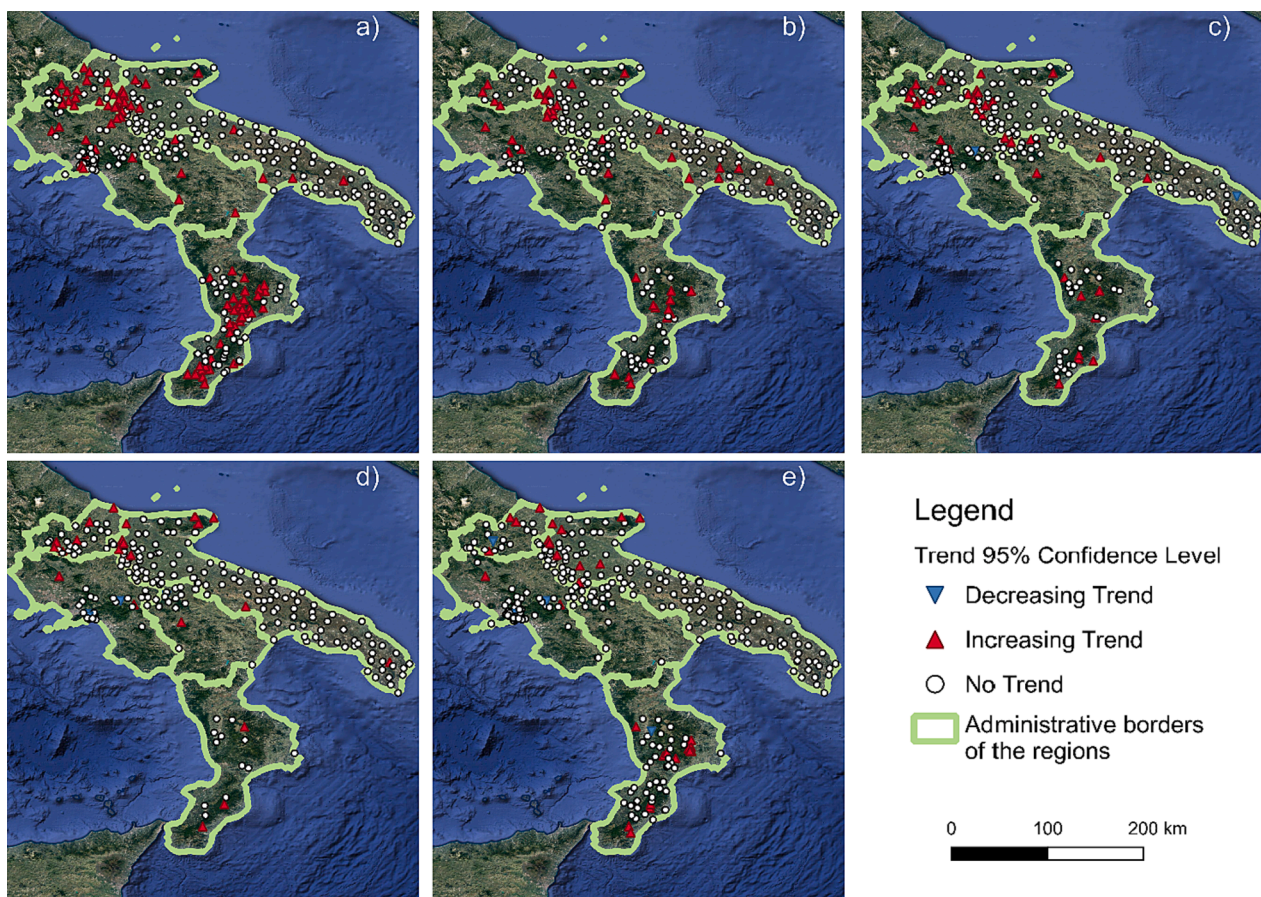 a)
b)
c)
d)
e)
Legend
Trend 95% Confidence Level
Decreasing Trend
Increasing Trend
No Trend
Administrative borders
of the regions
0 100 200 km